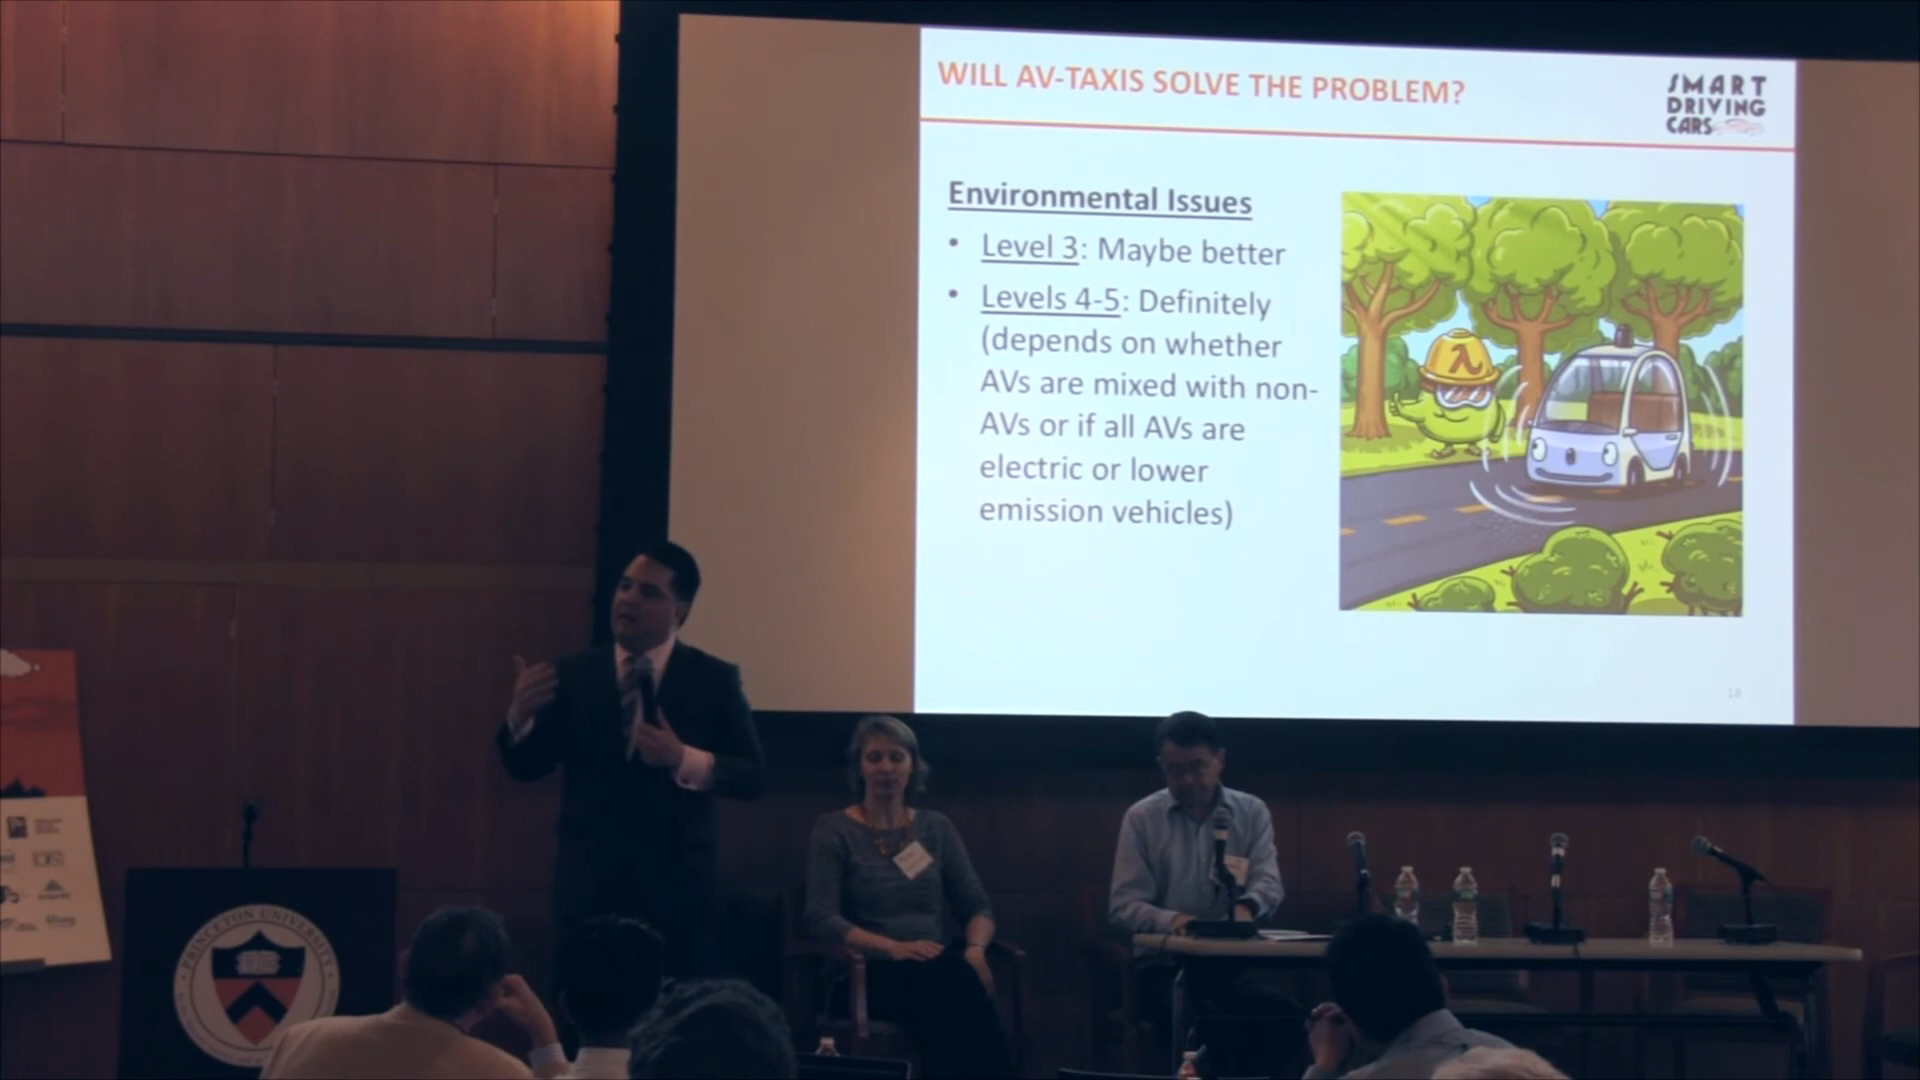 WILL AV-TAXIS SOLVE THE PROBLEM?
SMART
DRIVING
CARS
Environmental Issues
• Level 3: Maybe better
• Levels 4-5: Definitely
(depends on whether
AVs are mixed with non-
AVs or if all AVs are
electric or lower
emission vehicles)
λ
18
PRINCETON UNIVERSITY